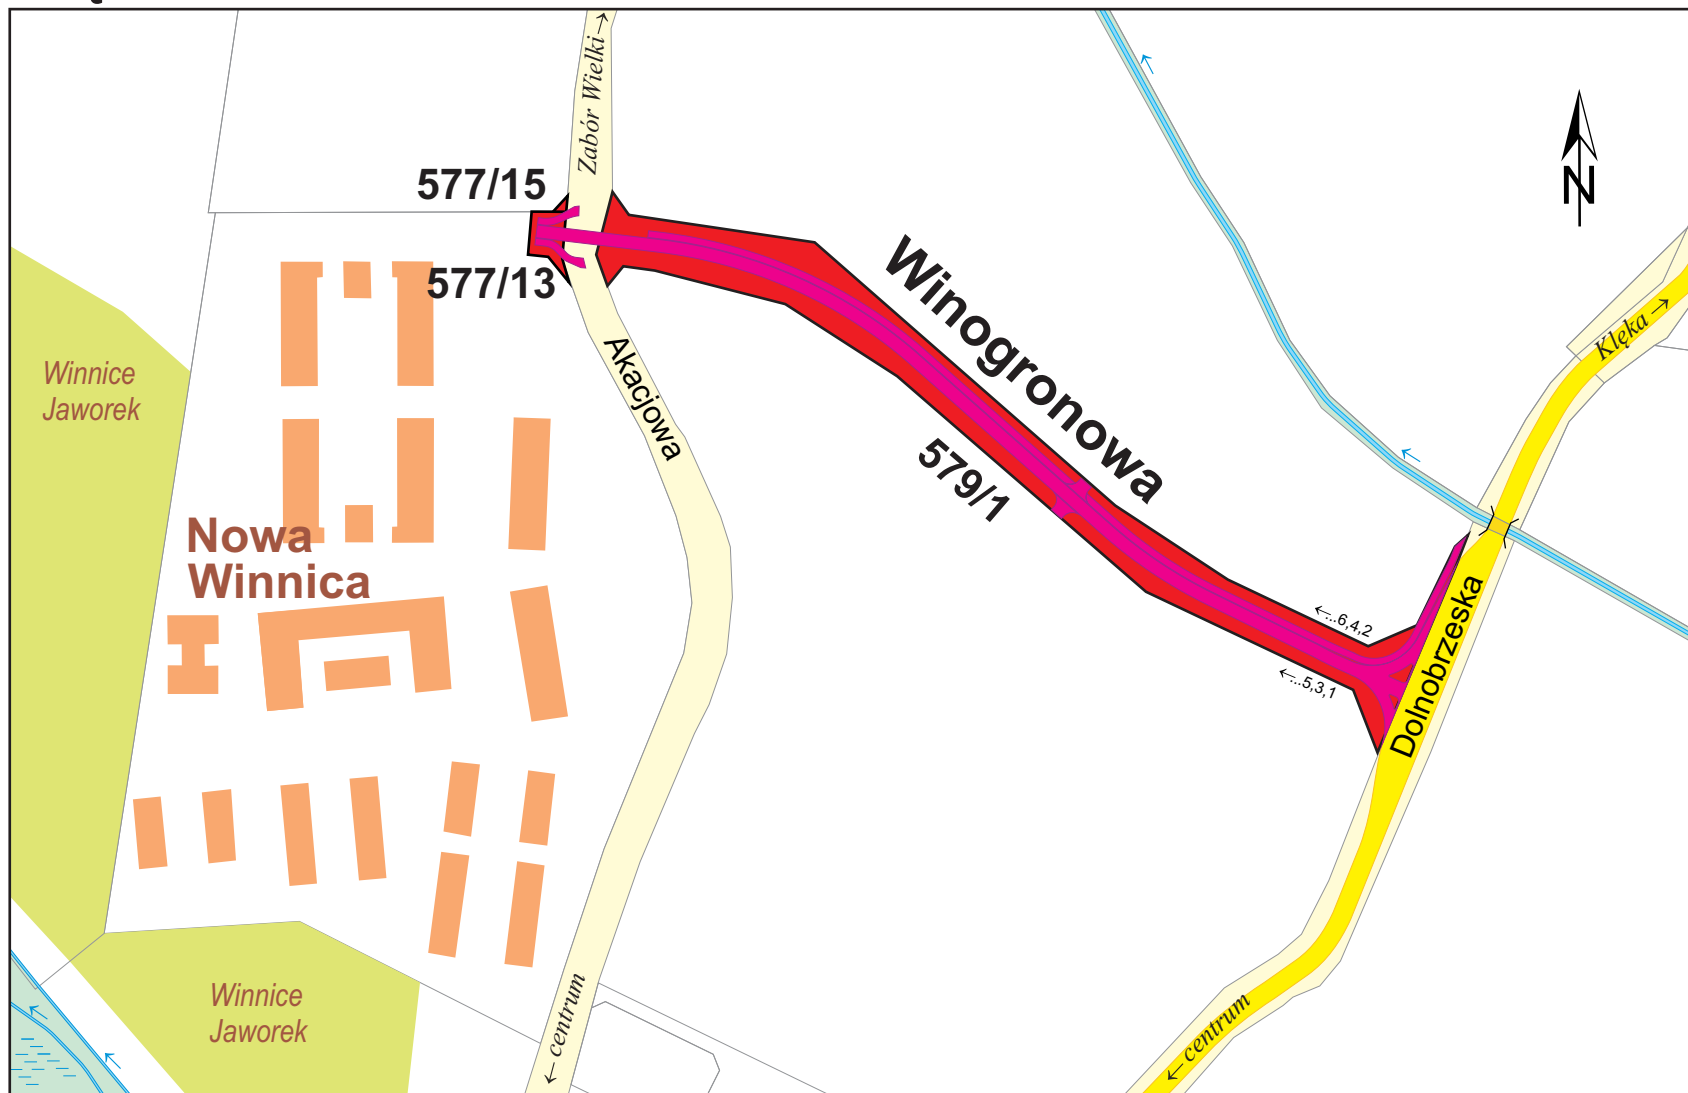 Zabór Wielki→
577/15
577/13
Winogronowa
579/1
Akacjowa
N
Klęka →
Winnice
Jaworek
Nowa
Winnica
←...6,4,2
←...5,3,1
Dolnobrzeska
Winnice
Jaworek
← centrum
← centrum